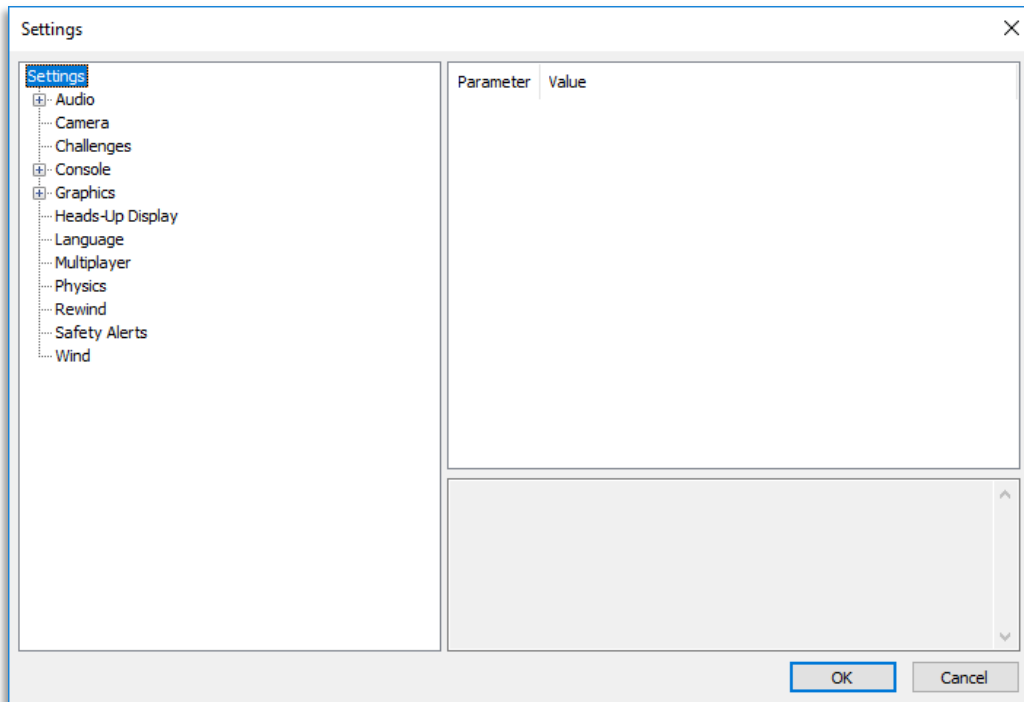 Settings
Settings
Audio
Camera
Challenges
Console
Graphics
Heads-Up Display
Language
Multiplayer
Physics
Rewind
Safety Alerts
Wind
Parameter Value
OK Cancel